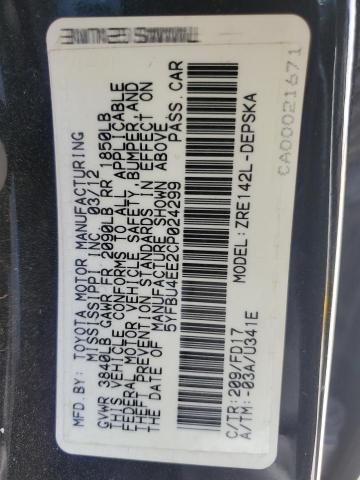 MFD. BY: TOYOTA MOTOR MANUFACTURING
MISSISSIPPI INC. 03/12
GVWR 3840LB GAWR FR 2090LB RR 1850LB
THIS VEHICLE CONFORMS TO ALL APPLICABLE
FEDERAL MOTOR VEHICLE SAFETY, BUMPER, AND
THEFT PREVENTION STANDARDS IN EFFECT ON
THE DATE OF MANUFACTURE SHOWN ABOVE
5YFBU4EE2CP024299 PASS. CAR
MODEL: ZRE142L-DEPSKA
C/TR: 209/FD17
A/TM: -03A/U341E
CA00021671